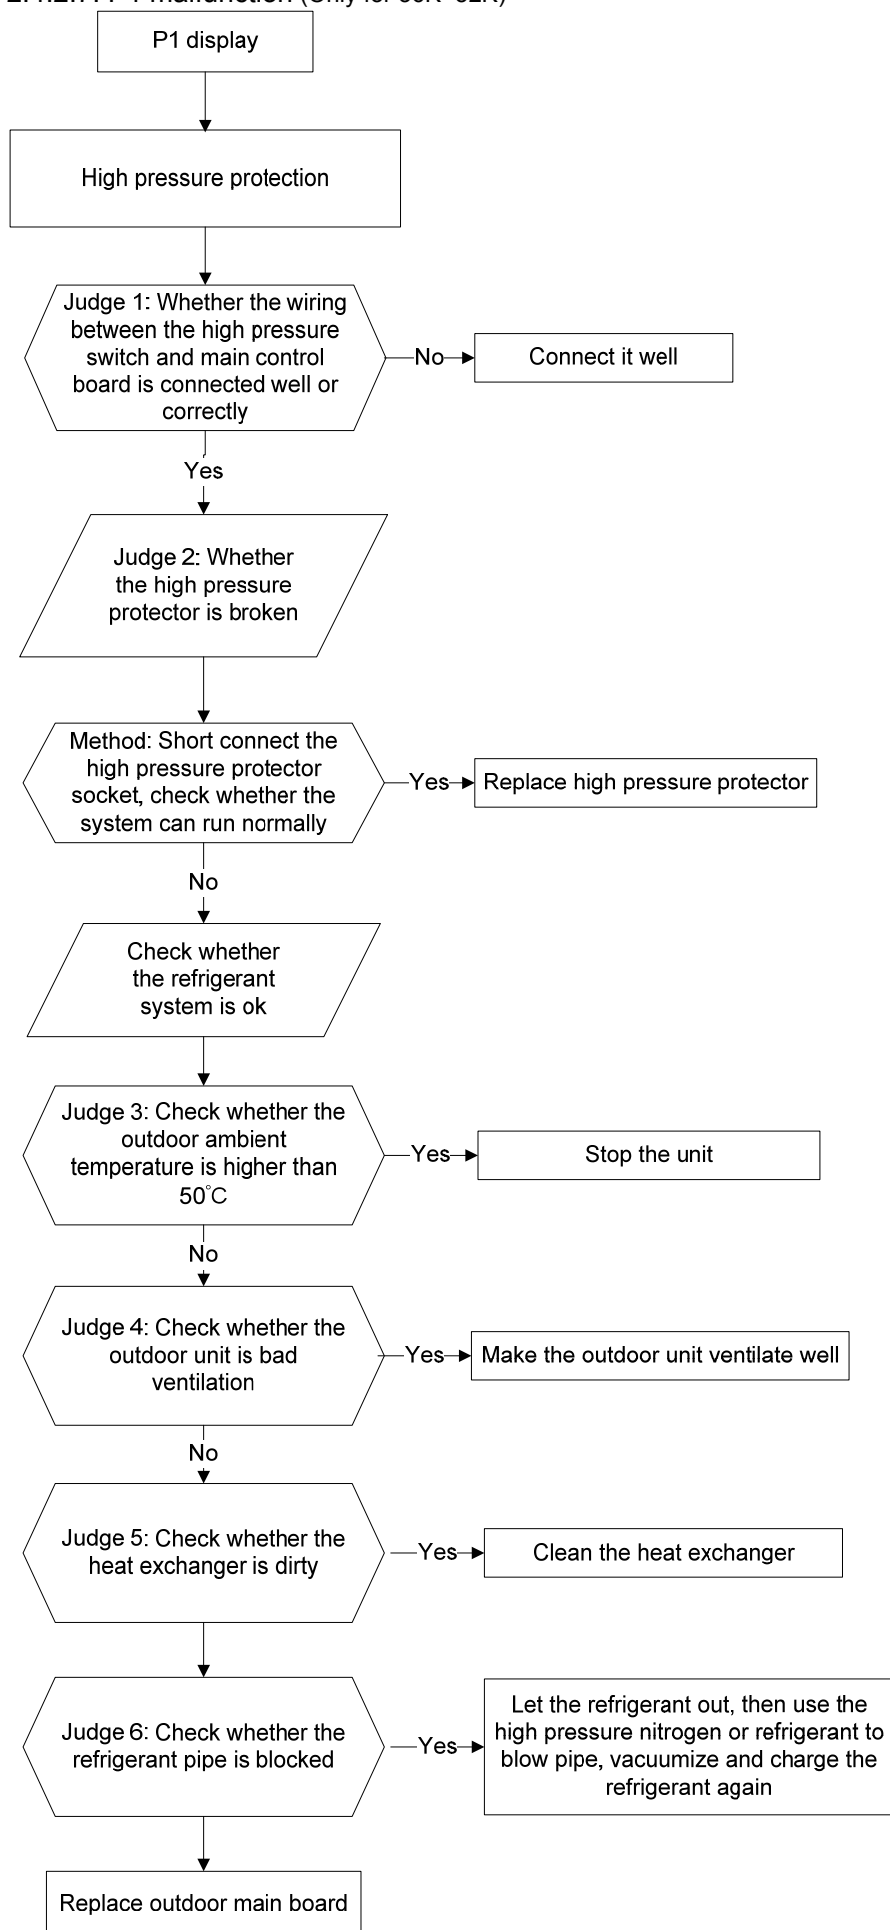 P1 display
High pressure protection
Judge 1: Whether the wiring
between the high pressure
switch and main control
board is connected well or
correctly
No
Connect it well
Yes
Judge 2: Whether
the high pressure
protector is broken
Method: Short connect the
high pressure protector
socket, check whether the
system can run normally
Yes
Replace high pressure protector
No
Check whether
the refrigerant
system is ok
Judge 3: Check whether the
outdoor ambient
temperature is higher than
50°C
Yes
Stop the unit
No
Judge 4: Check whether the
outdoor unit is bad
ventilation
Yes
Make the outdoor unit ventilate well
No
Judge 5: Check whether the
heat exchanger is dirty
Yes
Clean the heat exchanger
Judge 6: Check whether the
refrigerant pipe is blocked
Yes
Let the refrigerant out, then use the
high pressure nitrogen or refrigerant to
blow pipe, vacuumize and charge the
refrigerant again
Replace outdoor main board